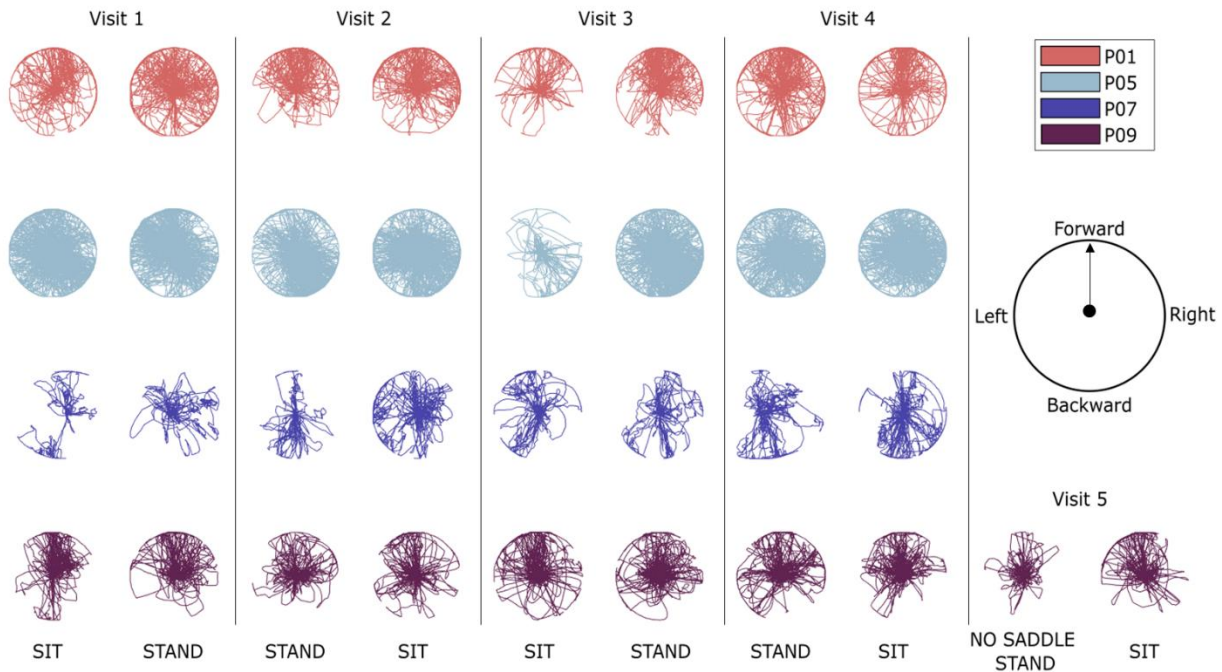 Visit 1
Visit 2
Visit 3
Visit 4
P01
P05
P07
P09
Forward
Left
Right
Backward
Visit 5
SIT
STAND
STAND
SIT
SIT
STAND
STAND
SIT
NO SADDLE
STAND
SIT